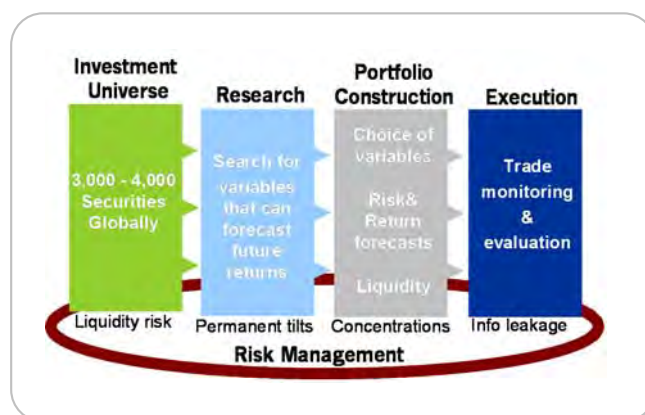 Investment
Universe
3,000 - 4,000
Securities
Globally
Liquidity risk
Research
Search for
variables
that can
forecast
future
returns
Permanent tilts
Portfolio
Construction
Choice of
variables
Risk&
Return
forecasts
Liquidity
Concentrations
Execution
Trade
monitoring
&
evaluation
Info leakage
Risk Management